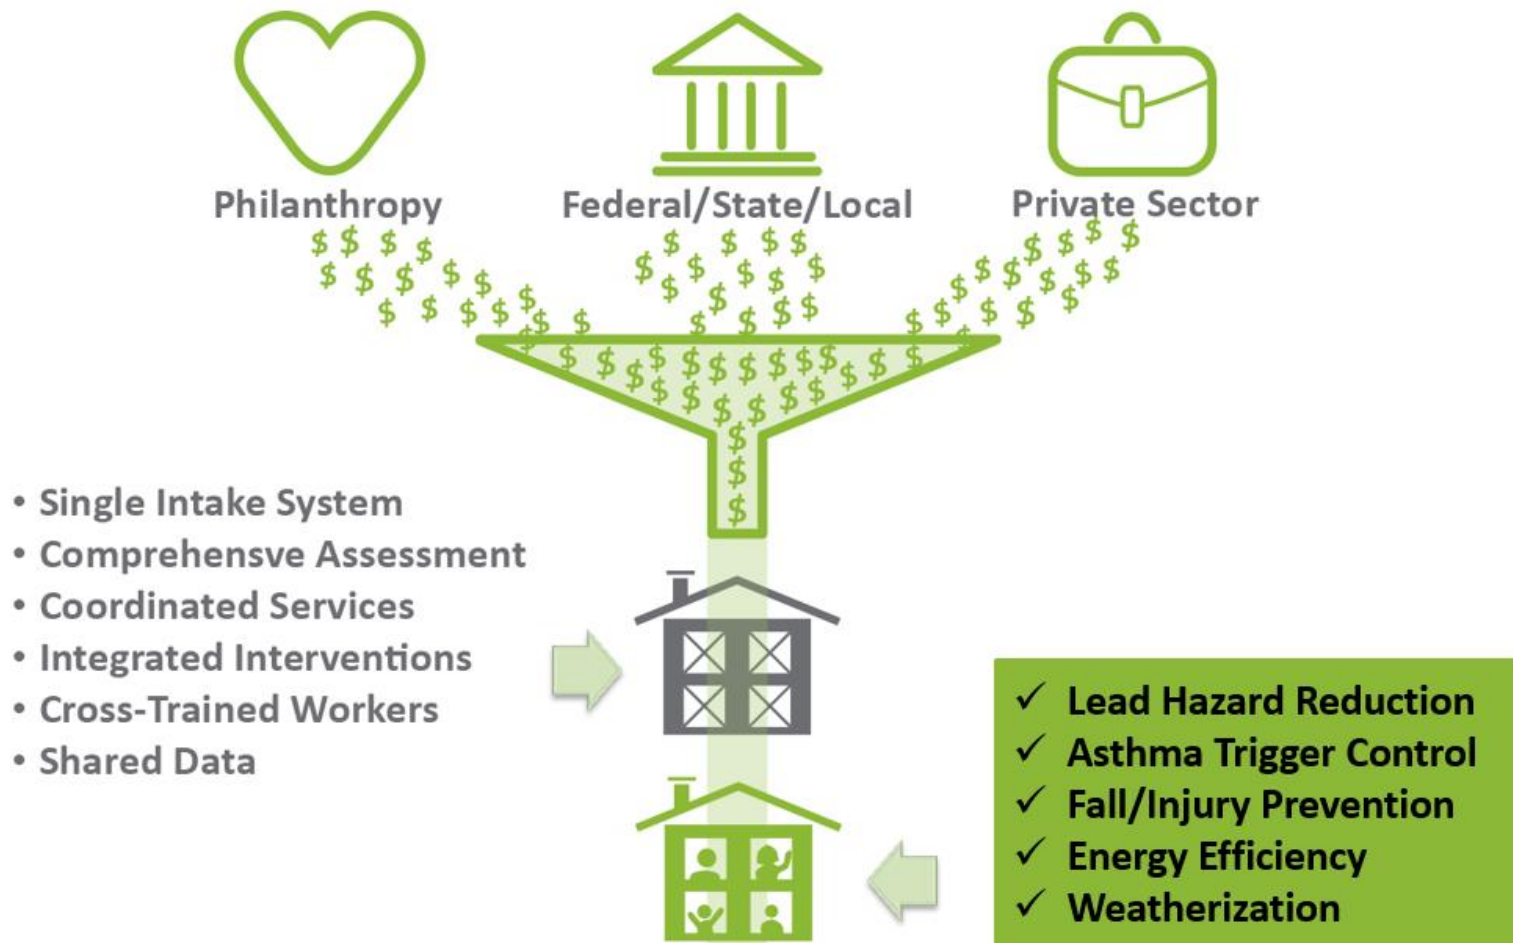 Philanthropy
Federal/State/Local
Private Sector
• Single Intake System
• Comprehensve Assessment
• Coordinated Services
• Integrated Interventions
• Cross-Trained Workers
• Shared Data
✓ Lead Hazard Reduction
✓ Asthma Trigger Control
✓ Fall/Injury Prevention
✓ Energy Efficiency
✓ Weatherization